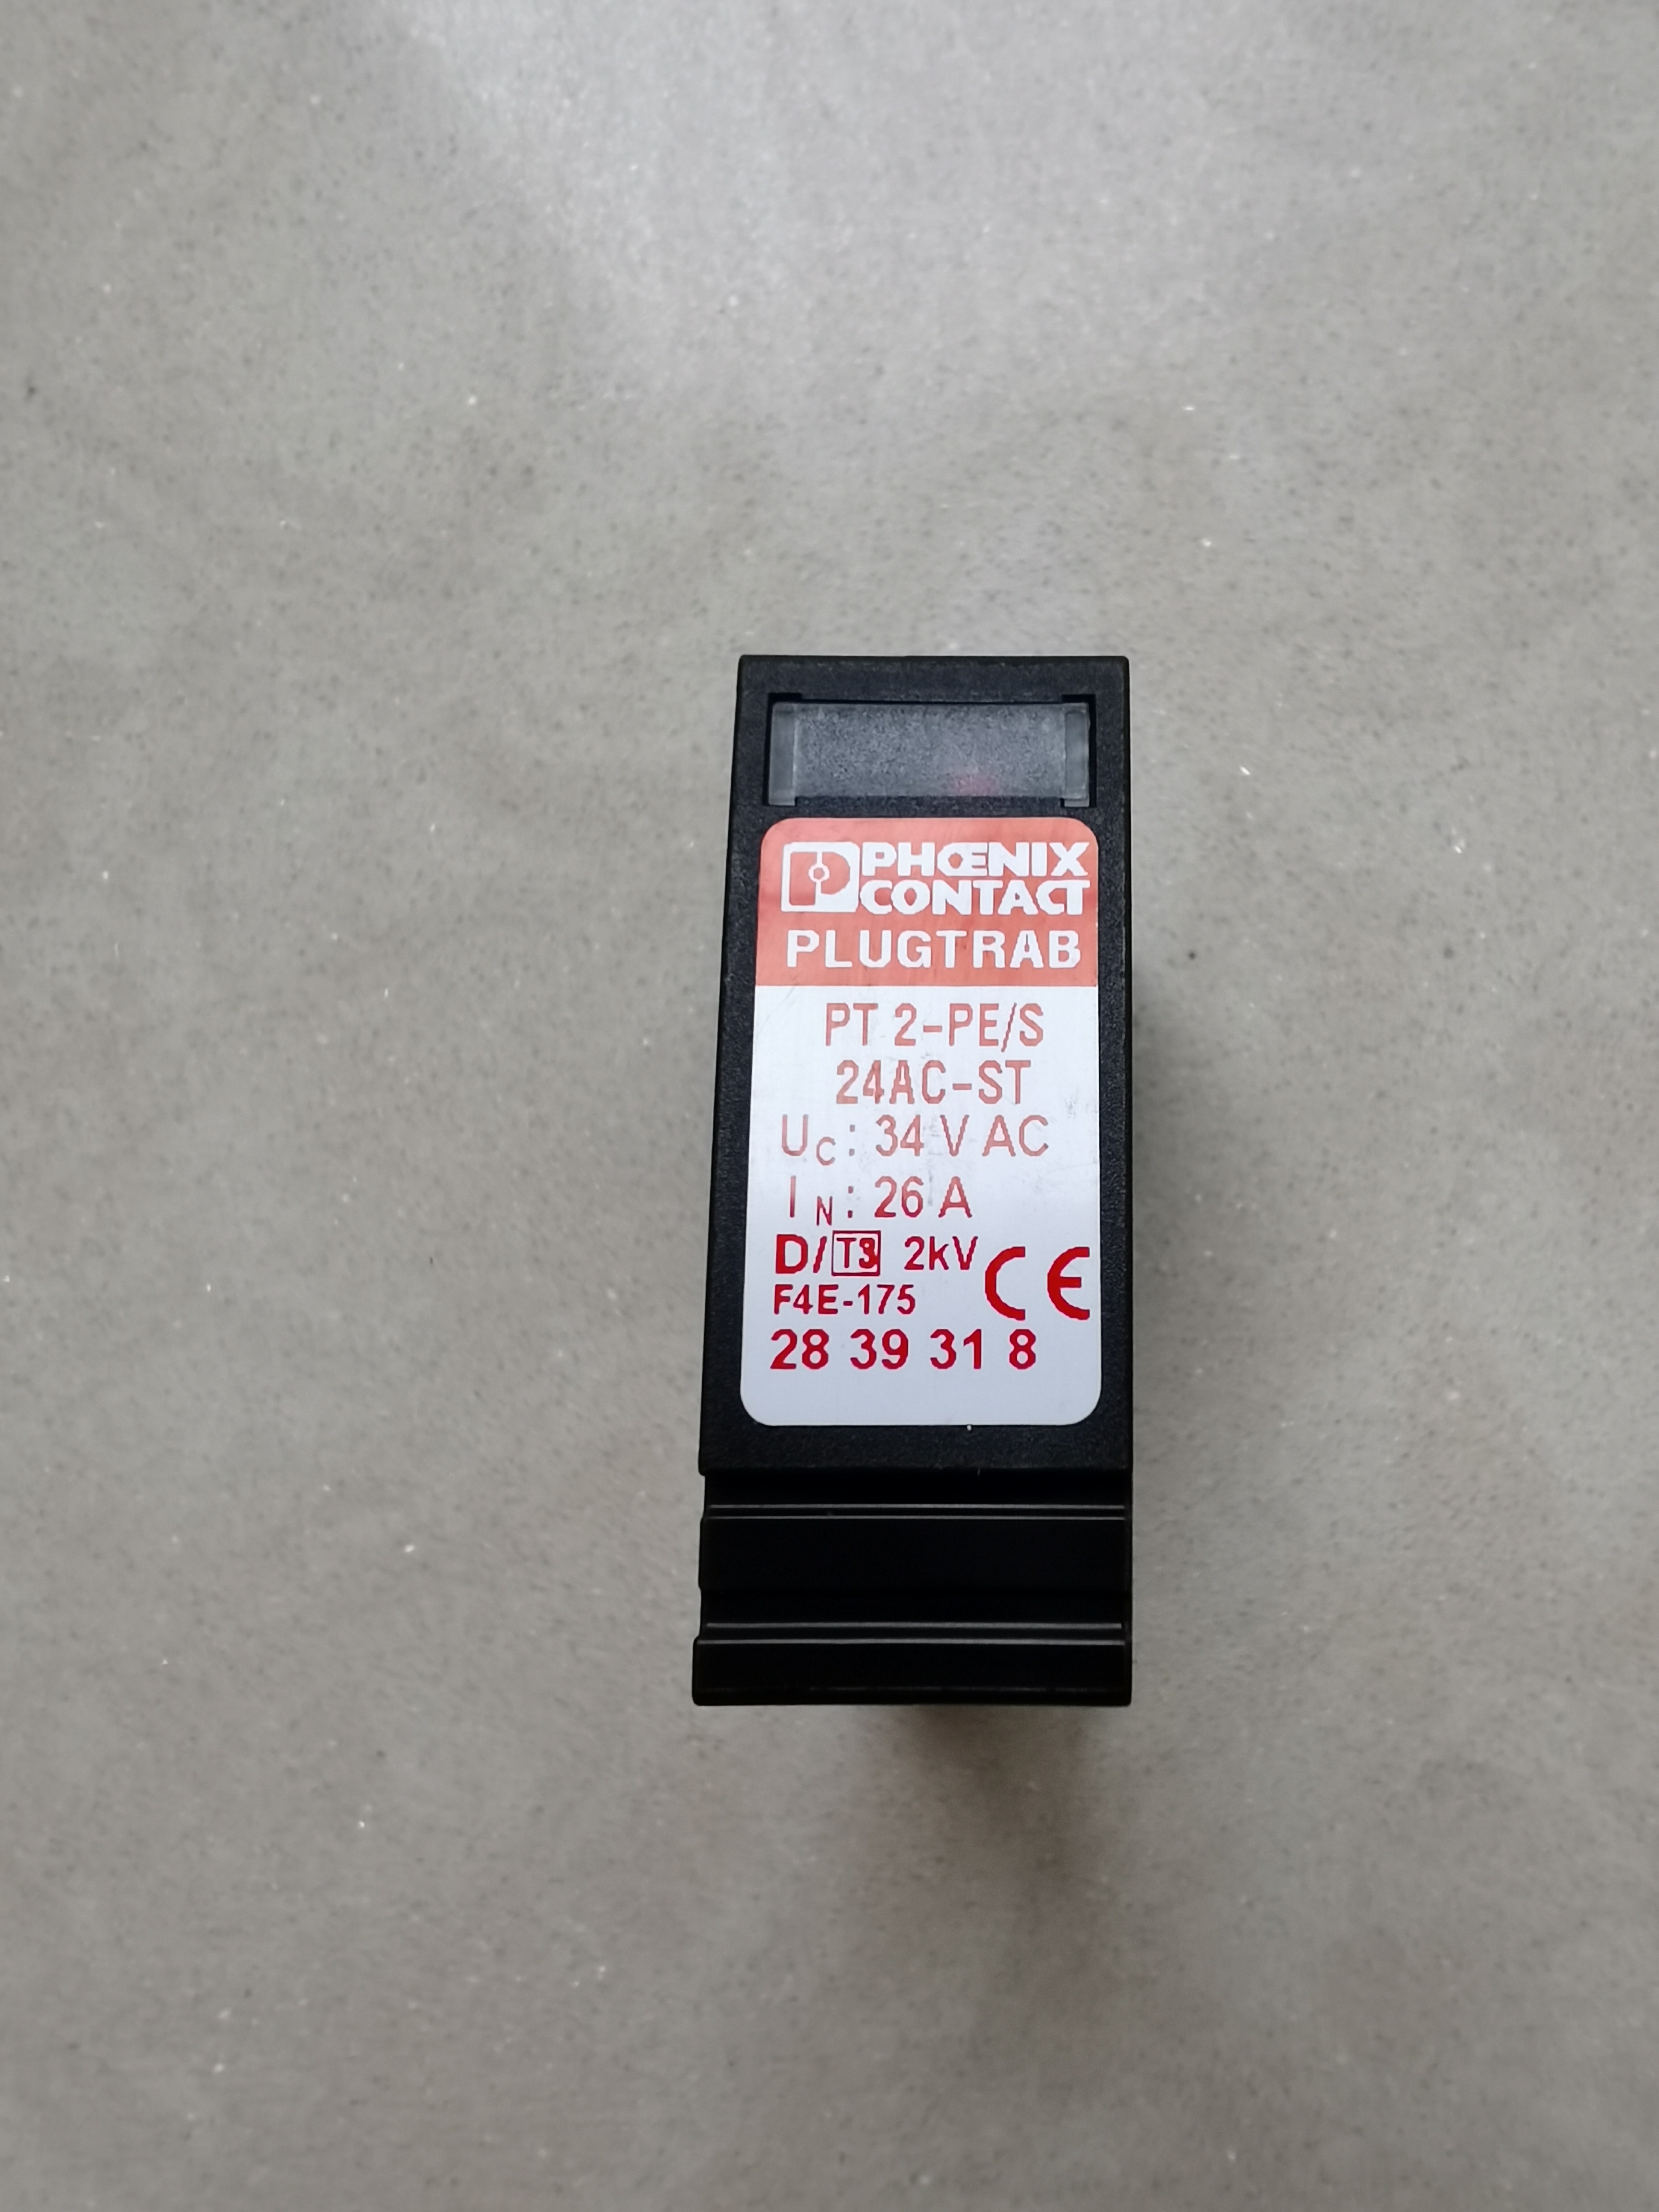 PHŒNIX
CONTACT
PLUGTRAB
PT 2-PE/S
24AC-ST
UC: 34 V AC
IN: 26 A
D/T3 2kV CE
F4E-175
28 39 31 8